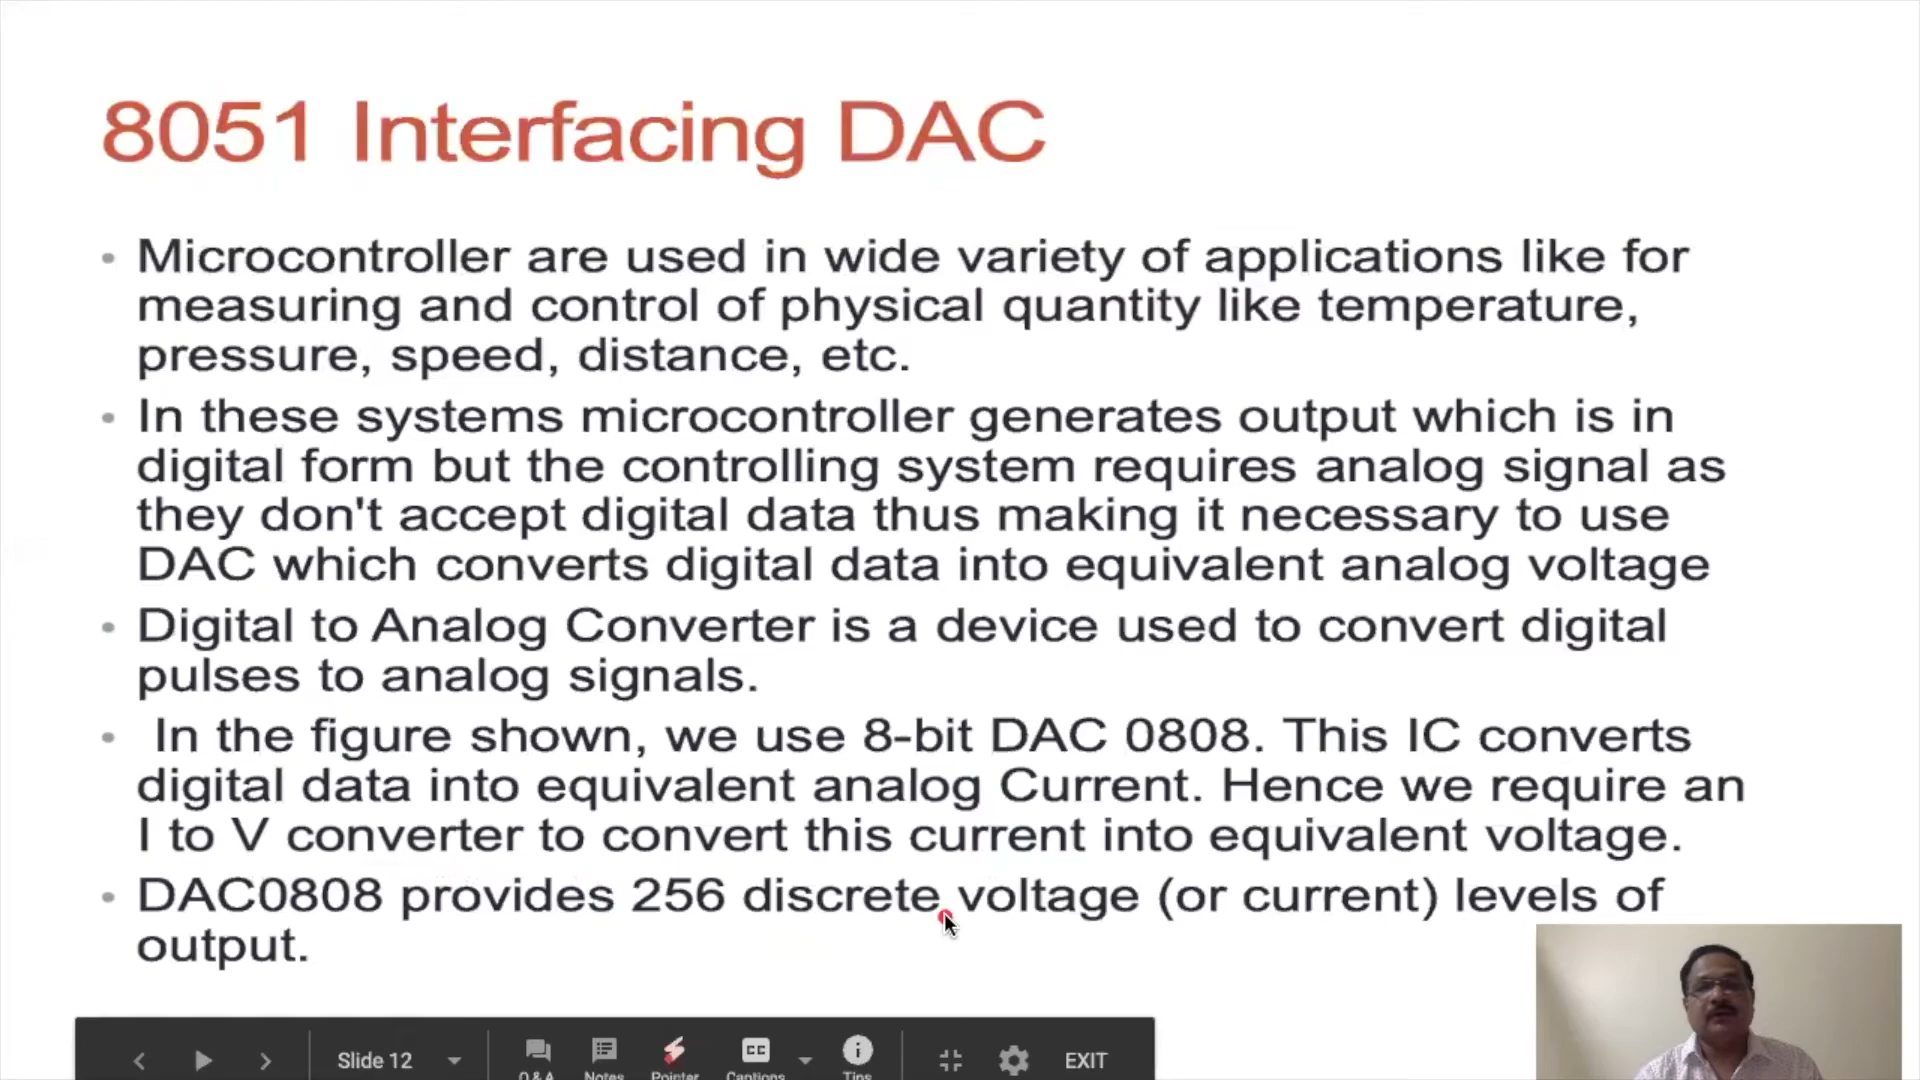 8051 Interfacing DAC
• Microcontroller are used in wide variety of applications like for
measuring and control of physical quantity like temperature,
pressure, speed, distance, etc.
• In these systems microcontroller generates output which is in
digital form but the controlling system requires analog signal as
they don't accept digital data thus making it necessary to use
DAC which converts digital data into equivalent analog voltage
• Digital to Analog Converter is a device used to convert digital
pulses to analog signals.
• In the figure shown, we use 8-bit DAC 0808. This IC converts
digital data into equivalent analog Current. Hence we require an
I to V converter to convert this current into equivalent voltage.
• DAC0808 provides 256 discrete voltage (or current) levels of
output.
Slide 12
CC
EXIT
Q & A Notes Pointer Captions Tips